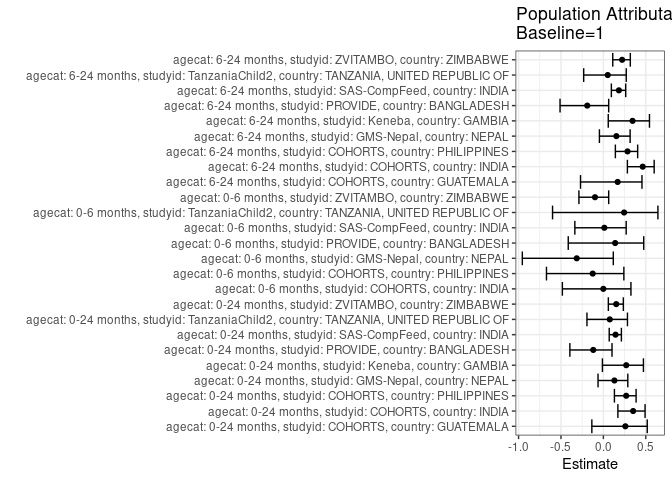 Population Attributa
Baseline=1
agecat: 6-24 months, studyid: ZVITAMBO, country: ZIMBABWE
agecat: 6-24 months, studyid: TanzaniaChild2, country: TANZANIA, UNITED REPUBLIC OF
agecat: 6-24 months, studyid: SAS-CompFeed, country: INDIA
agecat: 6-24 months, studyid: PROVIDE, country: BANGLADESH
agecat: 6-24 months, studyid: Keneba, country: GAMBIA
agecat: 6-24 months, studyid: GMS-Nepal, country: NEPAL
agecat: 6-24 months, studyid: COHORTS, country: PHILIPPINES
agecat: 6-24 months, studyid: COHORTS, country: INDIA
agecat: 6-24 months, studyid: COHORTS, country: GUATEMALA
agecat: 0-6 months, studyid: ZVITAMBO, country: ZIMBABWE
agecat: 0-6 months, studyid: TanzaniaChild2, country: TANZANIA, UNITED REPUBLIC OF
agecat: 0-6 months, studyid: SAS-CompFeed, country: INDIA
agecat: 0-6 months, studyid: PROVIDE, country: BANGLADESH
agecat: 0-6 months, studyid: GMS-Nepal, country: NEPAL
agecat: 0-6 months, studyid: COHORTS, country: PHILIPPINES
agecat: 0-6 months, studyid: COHORTS, country: INDIA
agecat: 0-24 months, studyid: ZVITAMBO, country: ZIMBABWE
agecat: 0-24 months, studyid: TanzaniaChild2, country: TANZANIA, UNITED REPUBLIC OF
agecat: 0-24 months, studyid: SAS-CompFeed, country: INDIA
agecat: 0-24 months, studyid: PROVIDE, country: BANGLADESH
agecat: 0-24 months, studyid: Keneba, country: GAMBIA
agecat: 0-24 months, studyid: GMS-Nepal, country: NEPAL
agecat: 0-24 months, studyid: COHORTS, country: PHILIPPINES
agecat: 0-24 months, studyid: COHORTS, country: INDIA
agecat: 0-24 months, studyid: COHORTS, country: GUATEMALA
-1.0 -0.5 0.0 0.5
Estimate